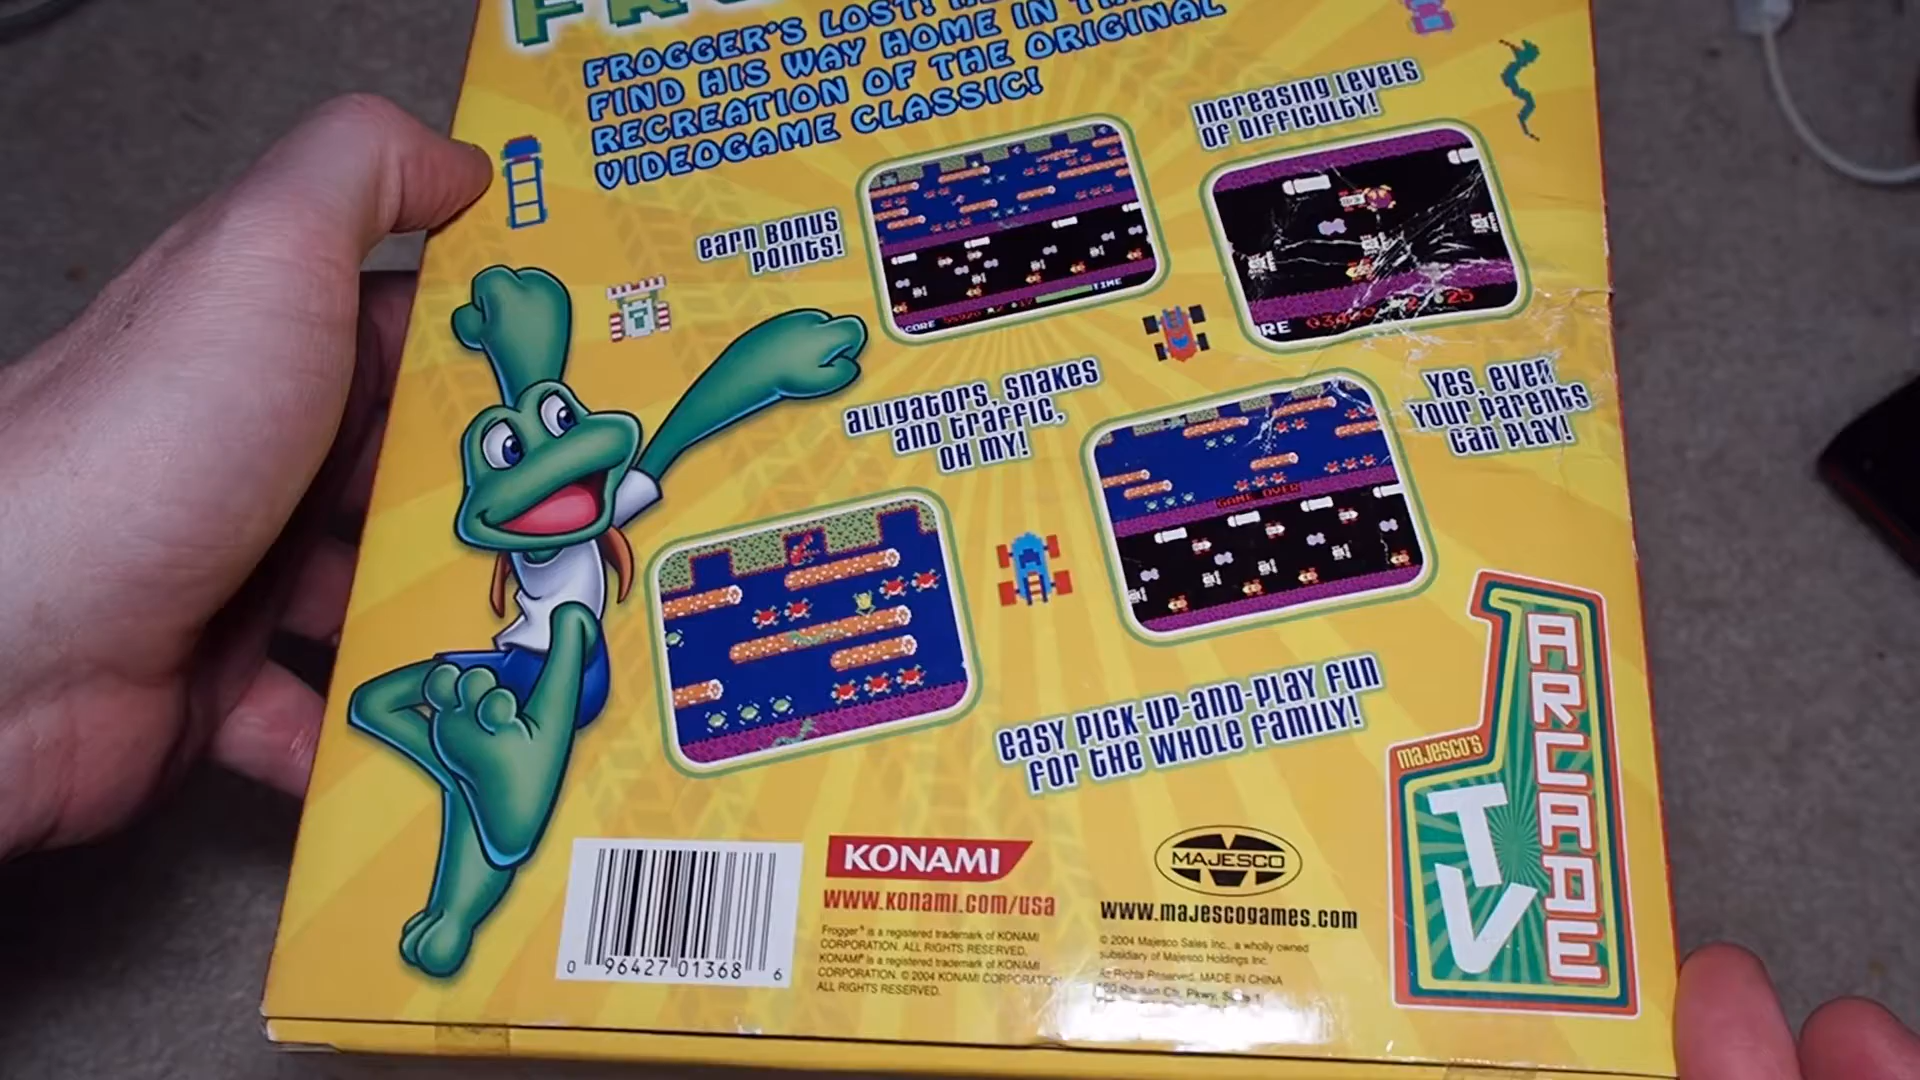 FROGGER'S LOST!
FIND HIS WAY HOME IN
RECREATION OF THE ORIGINAL
VIDEOGAME CLASSIC!
INCREASING LEVELS
OF DIFFICULTY!
EARN BONUS
POINTS!
TIME
ALLIGATORS, SNAKES
AND TRAFFIC,
OH MY!
YES, EVEN
YOUR PARENTS
CAN PLAY!
GAME OVER
EASY PICK-UP-AND-PLAY FUN
FOR THE WHOLE FAMILY!
MAJESCO'S
TV
ARCADE
KONAMI
www.konami.com/usa
Frogger® is a registered trademark of KONAMI
CORPORATION. ALL RIGHTS RESERVED.
KONAMI® is a registered trademark of KONAMI
CORPORATION. © 2004 KONAMI CORPORATION
ALL RIGHTS RESERVED.
MAJESCO
www.majescogames.com
© 2004 Majesco Sales Inc., a wholly owned
subsidiary of Majesco Holdings Inc.
All Rights Reserved. MADE IN CHINA
0 96427 01368 6